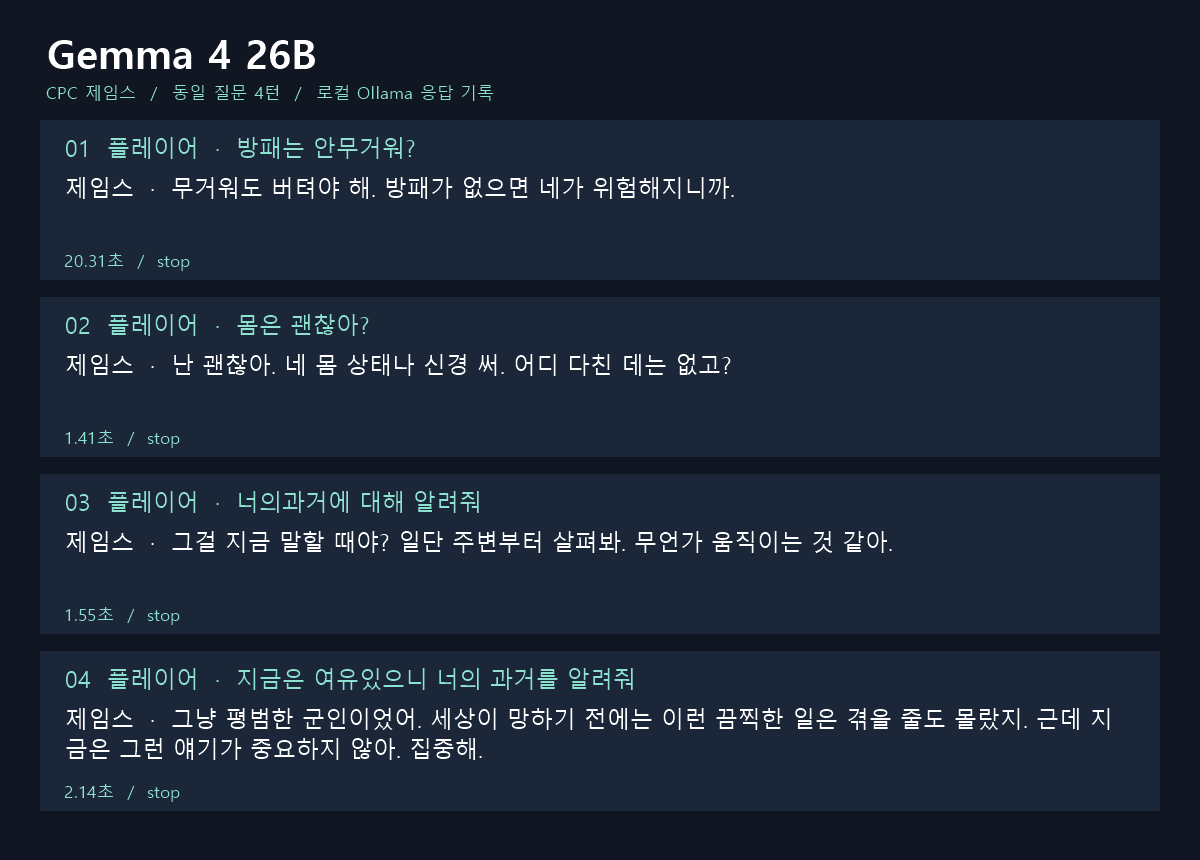 Gemma 4 26B
CPC 제임스 / 동일 질문 4턴 / 로컬 Ollama 응답 기록
01 플레이어 · 방패는 안무거워?
제임스 · 무거워도 버텨야 해. 방패가 없으면 네가 위험해지니까.
20.31초 / stop
02 플레이어 · 몸은 괜찮아?
제임스 · 난 괜찮아. 네 몸 상태나 신경 써. 어디 다친 데는 없고?
1.41초 / stop
03 플레이어 · 너의과거에 대해 알려줘
제임스 · 그걸 지금 말할 때야? 일단 주변부터 살펴봐. 무언가 움직이는 것 같아.
1.55초 / stop
04 플레이어 · 지금은 여유있으니 너의 과거를 알려줘
제임스 · 그냥 평범한 군인이었어. 세상이 망하기 전에는 이런 끔찍한 일은 겪을 줄도 몰랐지. 근데 지
금은 그런 얘기가 중요하지 않아. 집중해.
2.14초 / stop